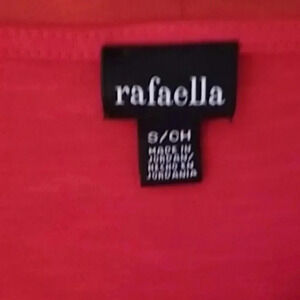 rafaella
S/CH
MADE IN
JORDAN/
HECHO EN
JORDANIA